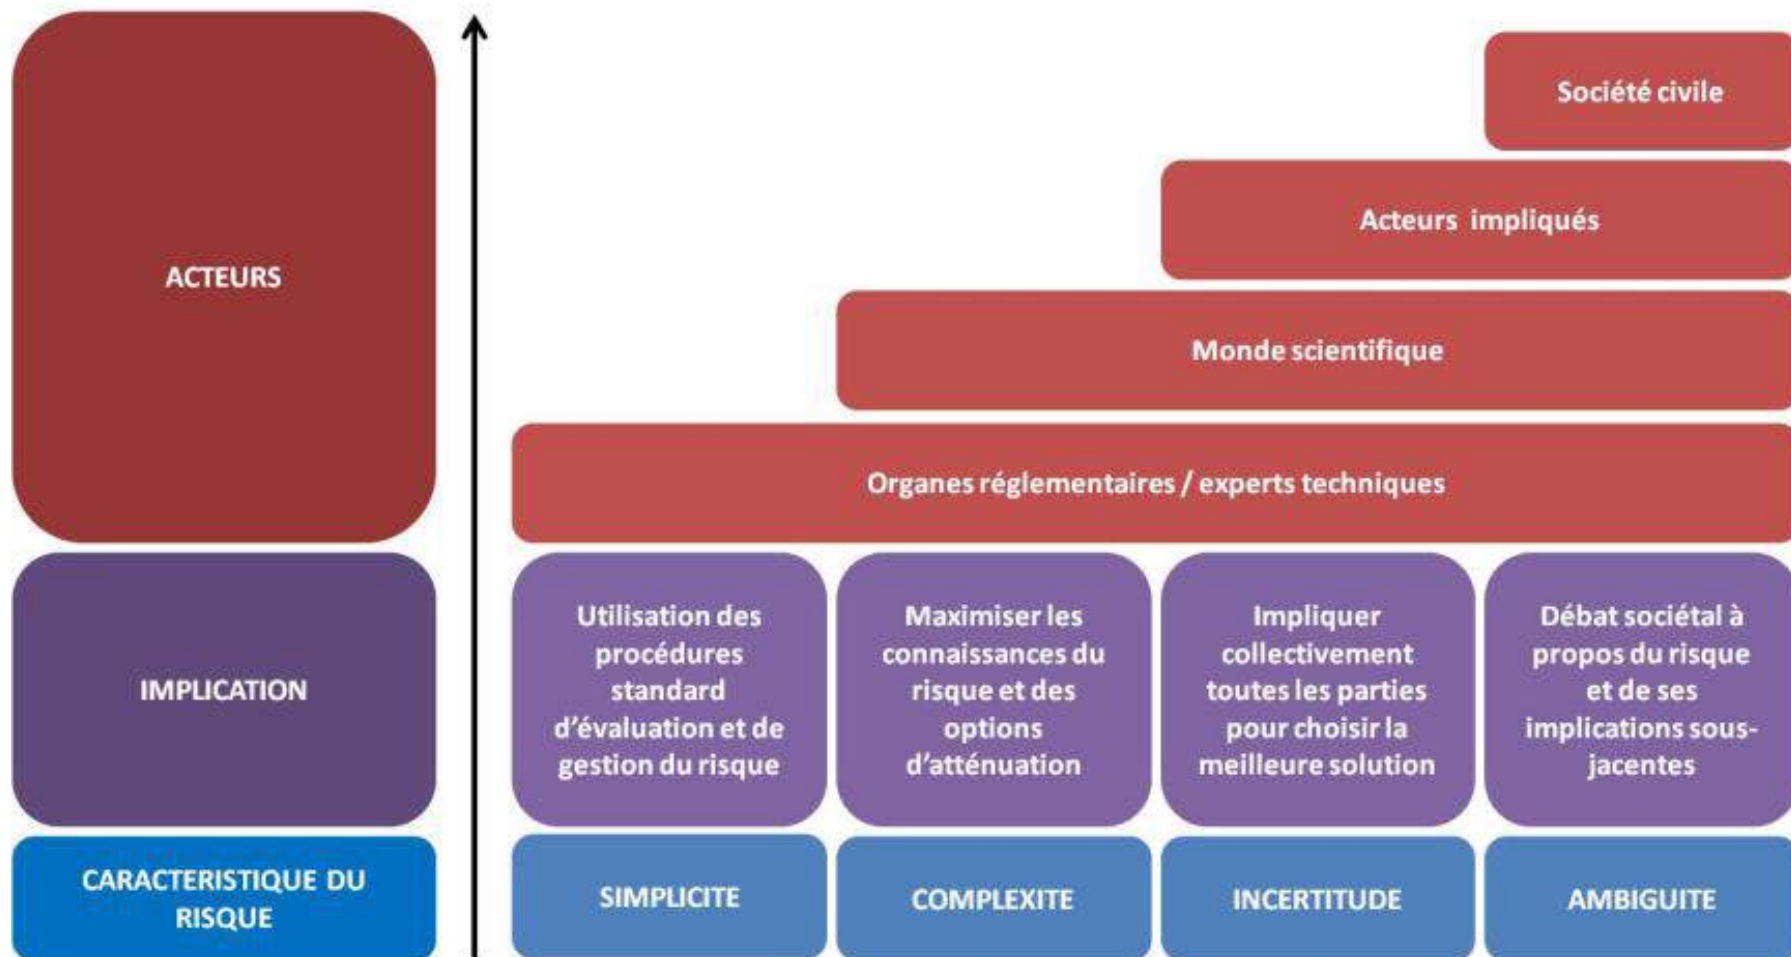 Société civile
Acteurs impliqués
ACTEURS
Monde scientifique
Organes réglementaires / experts techniques
IMPLICATION
Utilisation des
procédures
standard
d'évaluation et de
gestion du risque
Maximiser les
connaissances du
risque et des
options
d'atténuation
Impliquer
collectivement
toutes les parties
pour choisir la
meilleure solution
Débat sociétal à
propos du risque
et de ses
implications sous-
jacentes
CARACTERISTIQUE DU
RISQUE
SIMPLICITE
COMPLEXITE
INCERTITUDE
AMBIGUITE